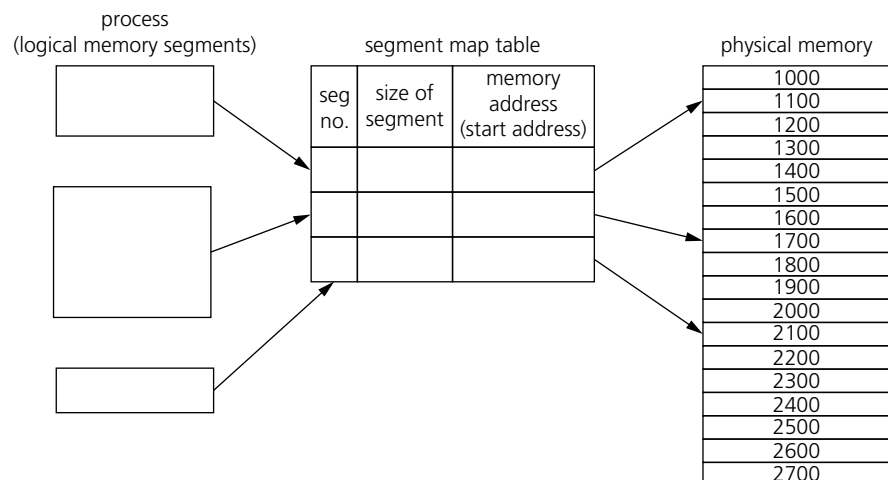 process
(logical memory segments)
segment map table
seg
no.
size of
segment
memory
address
(start address)
physical memory
1000
1100
1200
1300
1400
1500
1600
1700
1800
1900
2000
2100
2200
2300
2400
2500
2600
2700